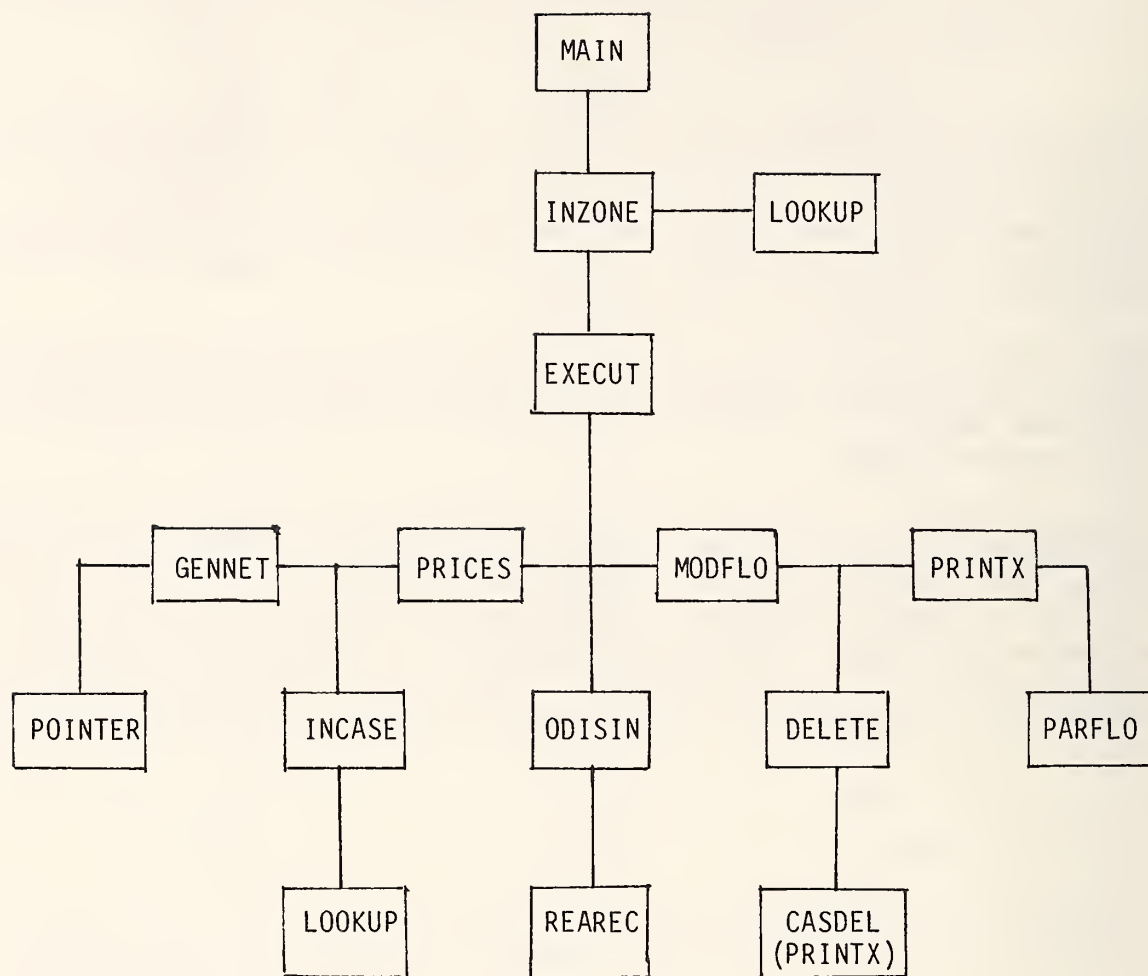 MAIN
INZONE
LOOKUP
EXECUT
GENNET
PRICES
MODFLO
PRINTX
POINTER
INCASE
ODISIN
DELETE
PARFLO
LOOKUP
REAREC
CASDEL
(PRINTX)